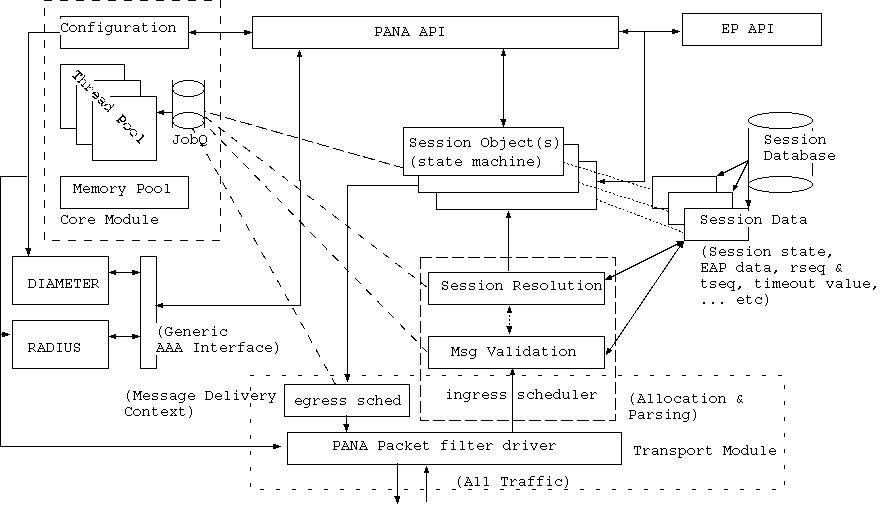 Configuration
PANA API
EP API
Thread Pool
JobQ
Session Object(s)
(state machine)
Session
Database
Memory Pool
Core Module
Session Data
(Session state,
EAP data, rseq &
tseq, timeout value,
... etc)
DIAMETER
Session Resolution
(Generic
AAA Interface)
RADIUS
Msg Validation
(Message Delivery
Context)
egress sched
ingress scheduler
(Allocation &
Parsing)
PANA Packet filter driver
Transport Module
(All Traffic)